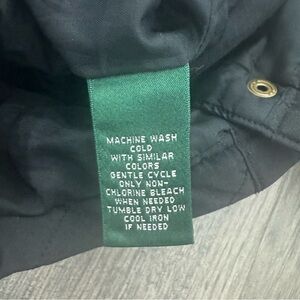 MACHINE WASH
COLD
WITH SIMILAR
COLORS
GENTLE CYCLE
ONLY NON-
CHLORINE BLEACH
WHEN NEEDED
TUMBLE DRY LOW
COOL IRON
IF NEEDED